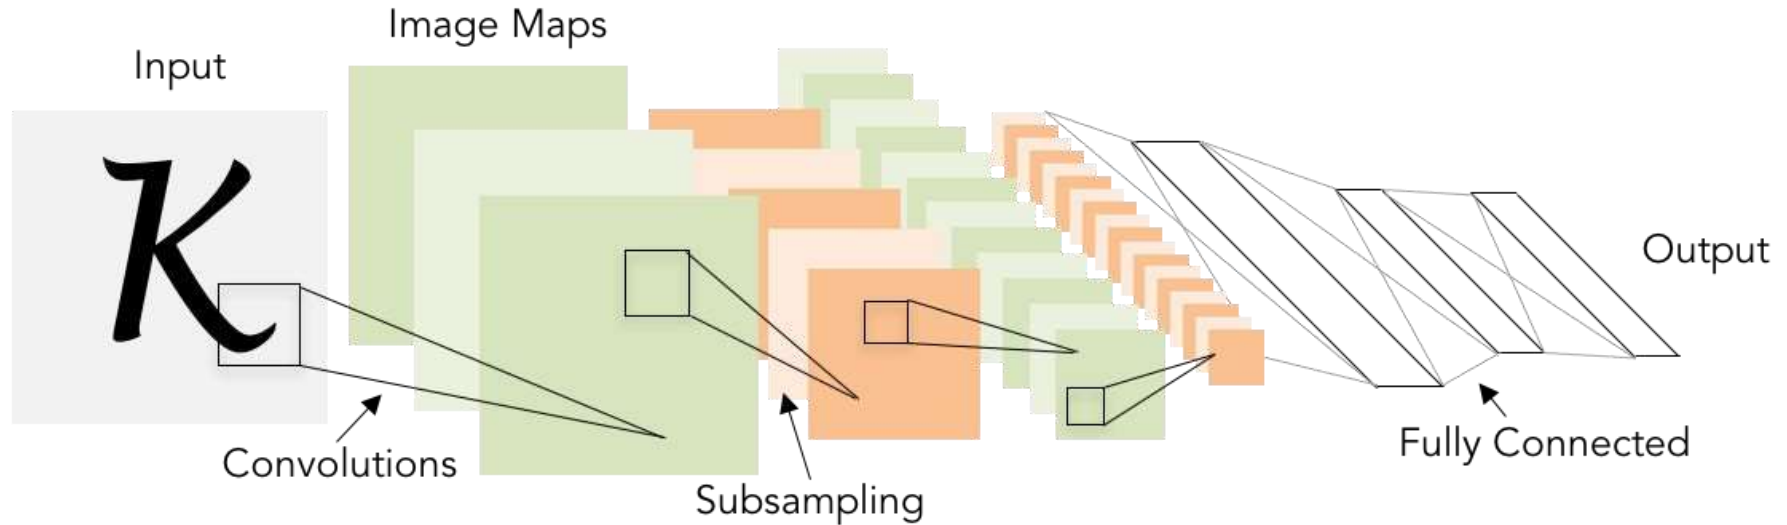 Image Maps
Input
K
Output
Convolutions
Fully Connected
Subsampling